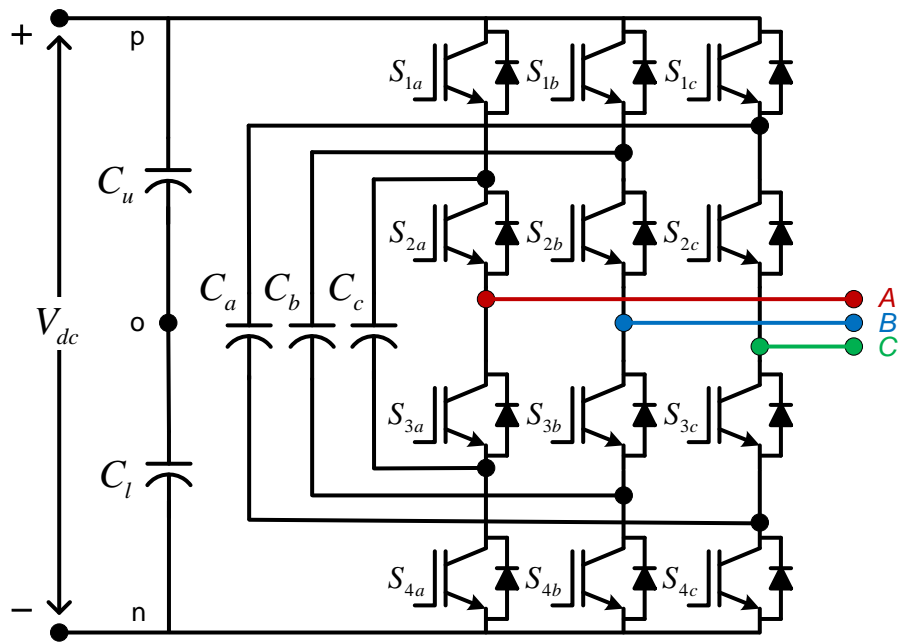 + p
S1a S1b S1c
Cu
S2a S2b S2c
Ca Cb Cc
A
Vdc o B
C
S3a S3b S3c
Cl
S4a S4b S4c
− n